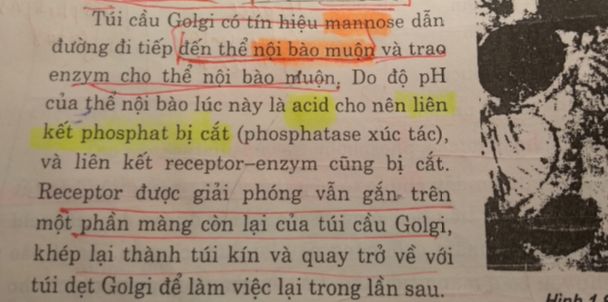 Túi cầu Golgi có tín hiệu mannose dẫn
đường đi tiếp đến thể nội bào muộn và trao
enzym cho thể nội bào muộn. Do độ pH
của thể nội bào lúc này là acid cho nên liên
kết phosphat bị cắt (phosphatase xúc tác),
và liên kết receptor–enzym cũng bị cắt.
Receptor được giải phóng vẫn gắn trên
một phần màng còn lại của túi cầu Golgi,
khép lại thành túi kín và quay trở về với
túi dẹt Golgi để làm việc lại trong lần sau.
Hình 1